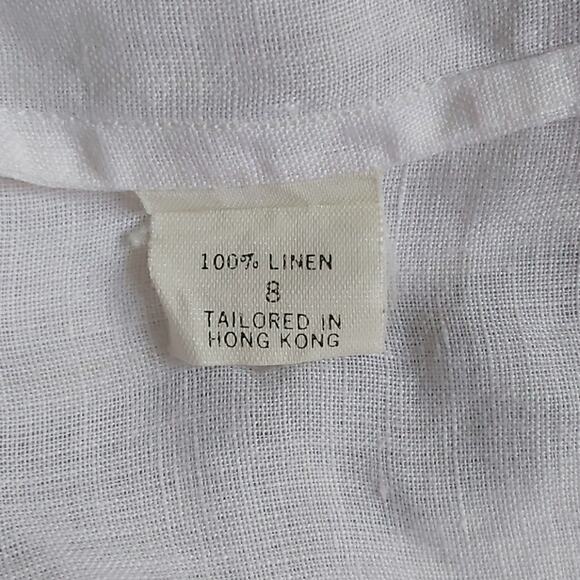 100% LINEN
8
TAILORED IN
HONG KONG